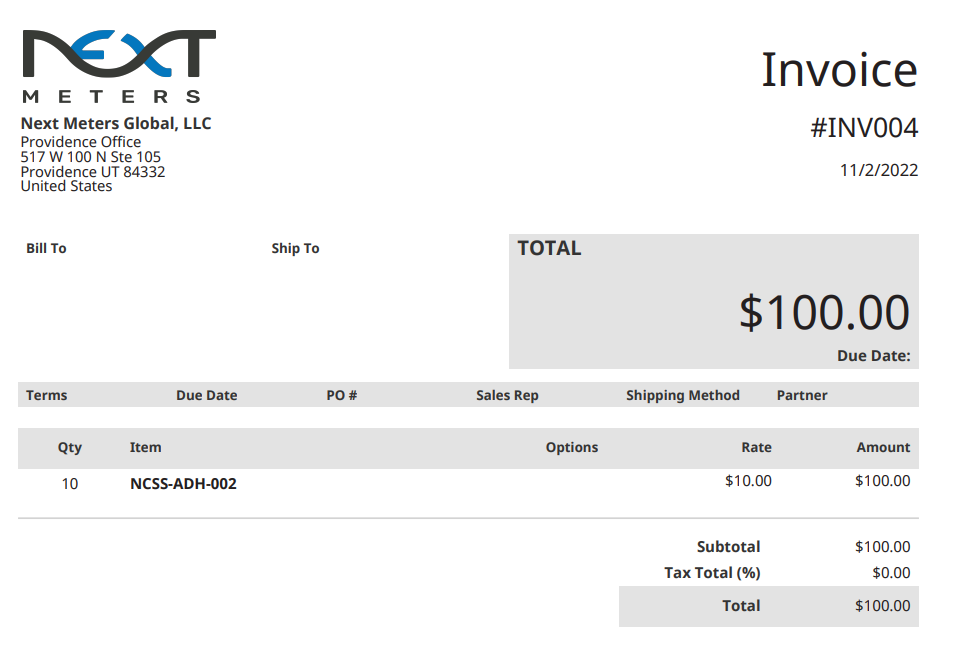 NEXT
METERS
Next Meters Global, LLC
Providence Office
517 W 100 N Ste 105
Providence UT 84332
United States
Invoice
#INV004
11/2/2022
Bill To
Ship To
TOTAL
$100.00
Due Date:
Terms Due Date PO # Sales Rep Shipping Method Partner
Qty Item Options Rate Amount
10 NCSS-ADH-002 $10.00 $100.00
Subtotal $100.00
Tax Total (%) $0.00
Total $100.00